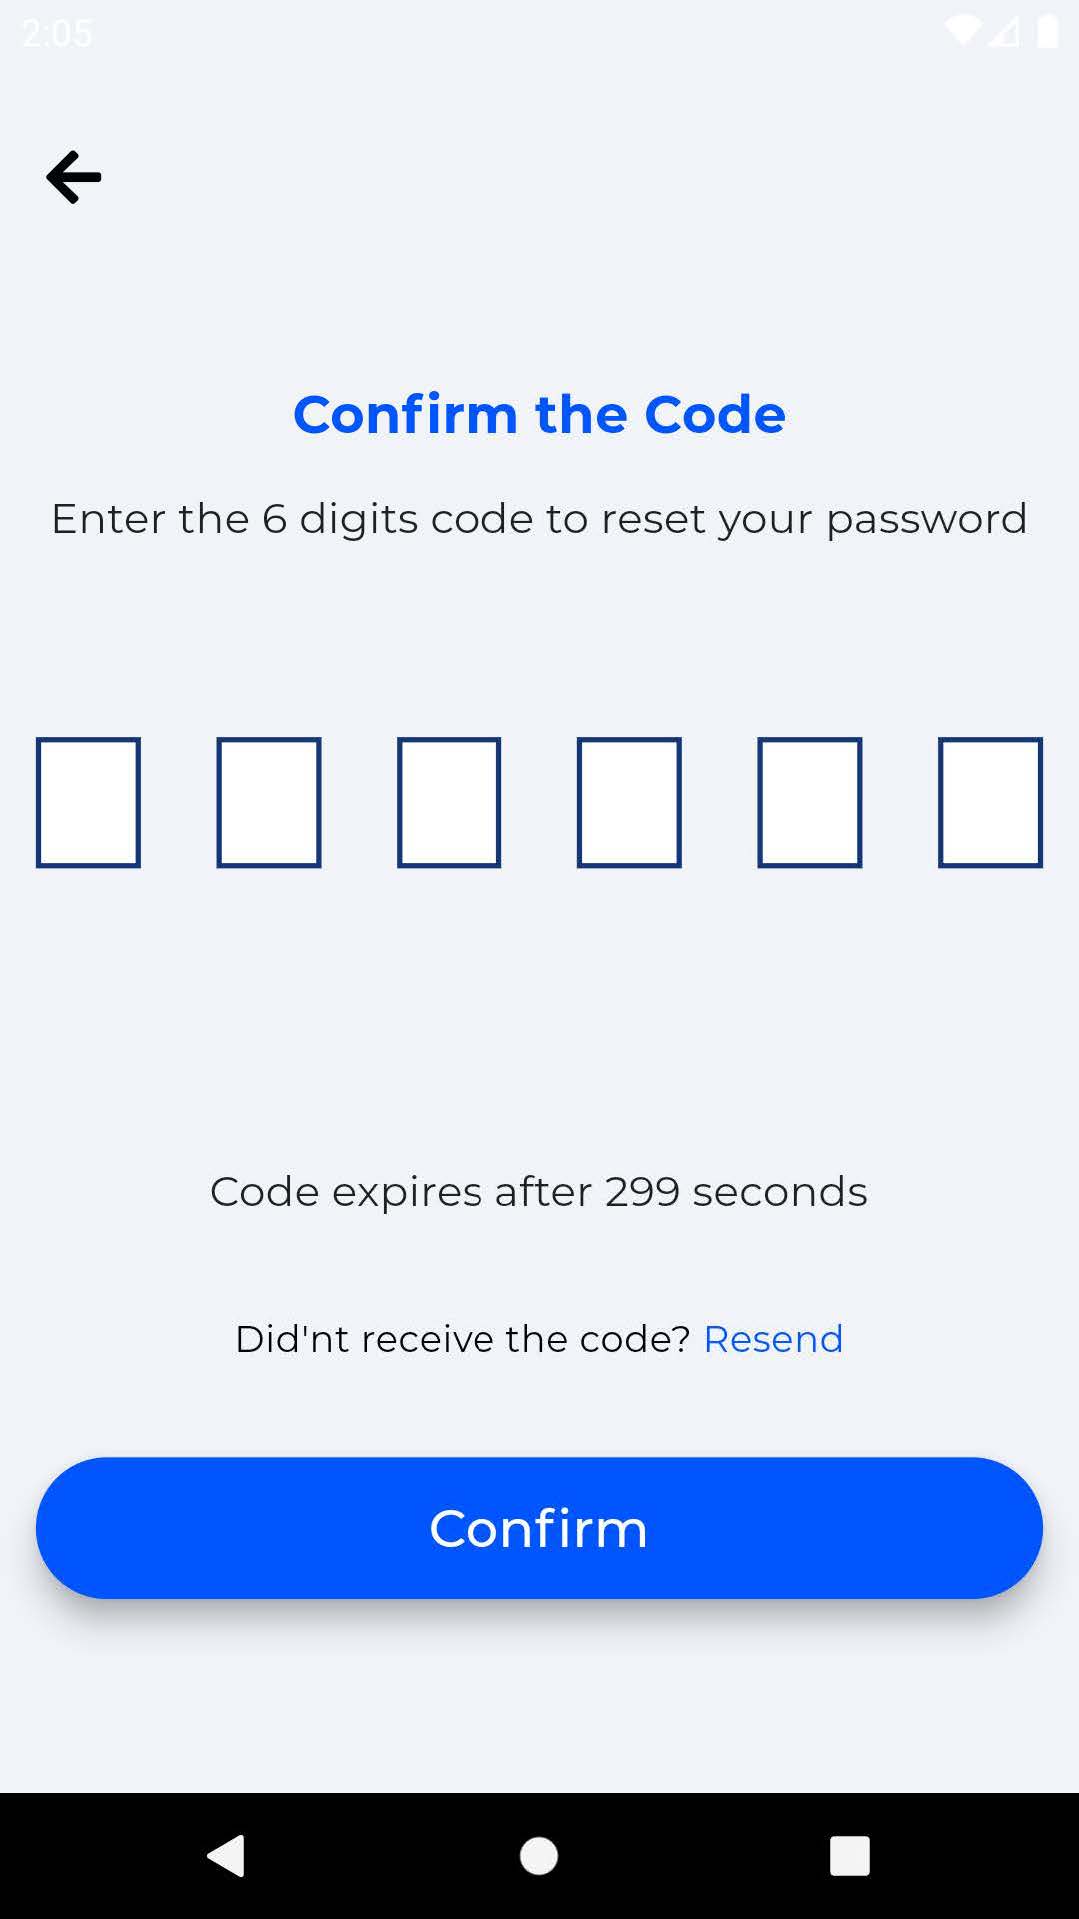 2:05
Confirm the Code
Enter the 6 digits code to reset your password
Code expires after 299 seconds
Did'nt receive the code? Resend
Confirm